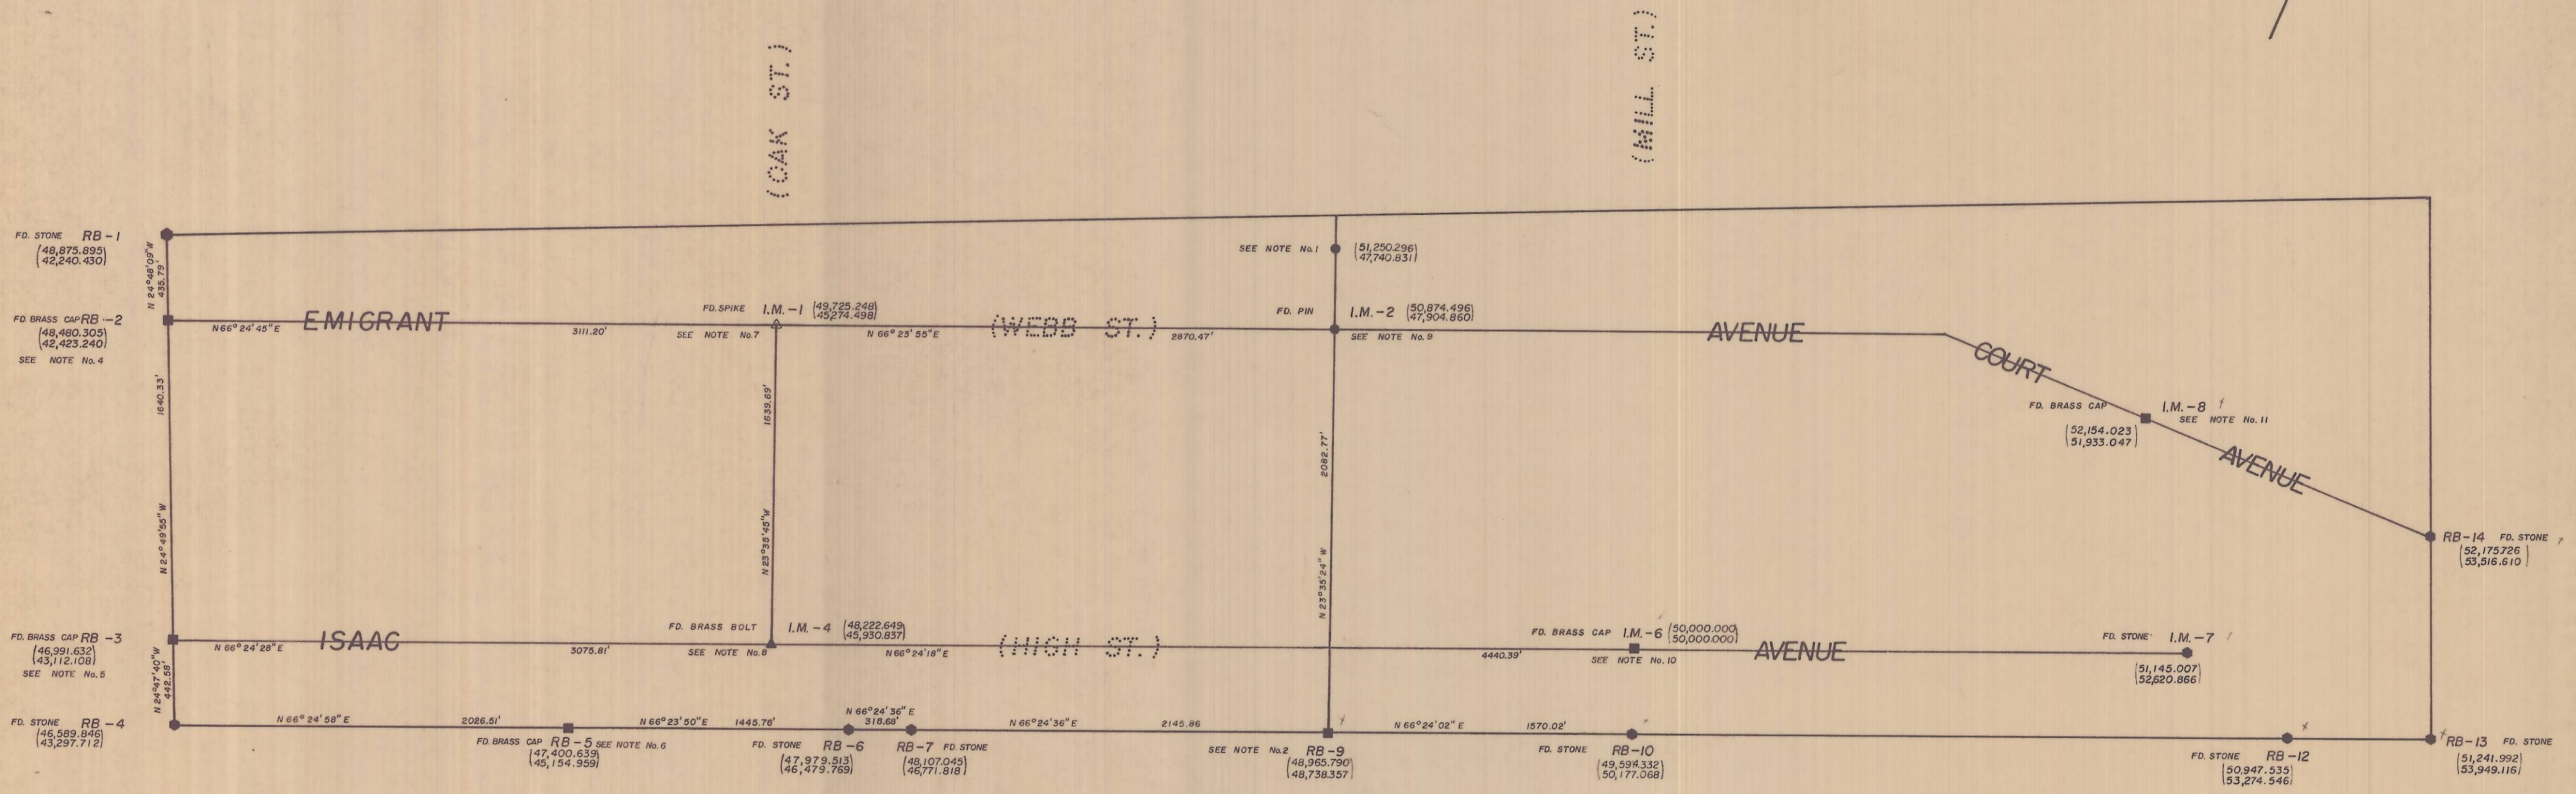 (OAK ST.)
(MILL ST.)
FD. STONE RB-1
(48,875.895)
(42,240.430)
N 24°48'09"W
435.79'
SEE NOTE No.1
(51,250.296)
(47,740.831)
FD. BRASS CAP RB-2
(48,480.305)
(42,423.240)
SEE NOTE No. 4
N66°24'45"E
EMIGRANT
3111.20'
FD. SPIKE I.M.-1 (49,725.248)
(45,274.498)
SEE NOTE No.7
N 66°23'55"E
(WEBB ST.)
2870.47'
FD. PIN I.M.-2 (50,874.496)
(47,904.860)
SEE NOTE No. 9
AVENUE
COURT
FD. BRASS CAP I.M.-8
SEE NOTE No. 11
(52,154.023)
(51,933.047)
AVENUE
1640.33'
N 24°49'55"W
1639.69'
N 23°35'45"W
2082.77'
N 23°35'24"W
RB-14 FD. STONE
(52,175.726)
(53,516.610)
FD. BRASS CAP RB-3
(46,991.632)
(43,112.108)
SEE NOTE No. 5
N 66°24'28"E
ISAAC
3075.81'
FD. BRASS BOLT I.M.-4 (48,222.649)
(45,930.837)
SEE NOTE No.8
N66°24'18"E
(HIGH ST.)
4440.39'
FD. BRASS CAP I.M.-6 (50,000.000)
(50,000.000)
SEE NOTE No. 10
AVENUE
FD. STONE I.M.-7
(51,145.007)
(52,620.866)
N 24°47'40"W
442.58'
FD. STONE RB-4
(46,589.846)
(43,297.712)
N 66°24'58"E
2026.51'
FD. BRASS CAP RB-5 SEE NOTE No. 6
(47,400.639)
(45,154.959)
N 66°23'50"E
1445.76'
FD. STONE RB-6
(47,979.513)
(46,479.769)
N 66°24'36"E
318.68'
RB-7 FD. STONE
(48,107.045)
(46,771.818)
N 66°24'36"E
2145.86
SEE NOTE No.2 RB-9
(48,965.790)
(48,738.357)
N 66°24'02"E
1570.02'
FD. STONE RB-10
(49,594.332)
(50,177.068)
FD. STONE RB-12
(50,947.535)
(53,274.546)
RB-13 FD. STONE
(51,241.992)
(53,949.116)